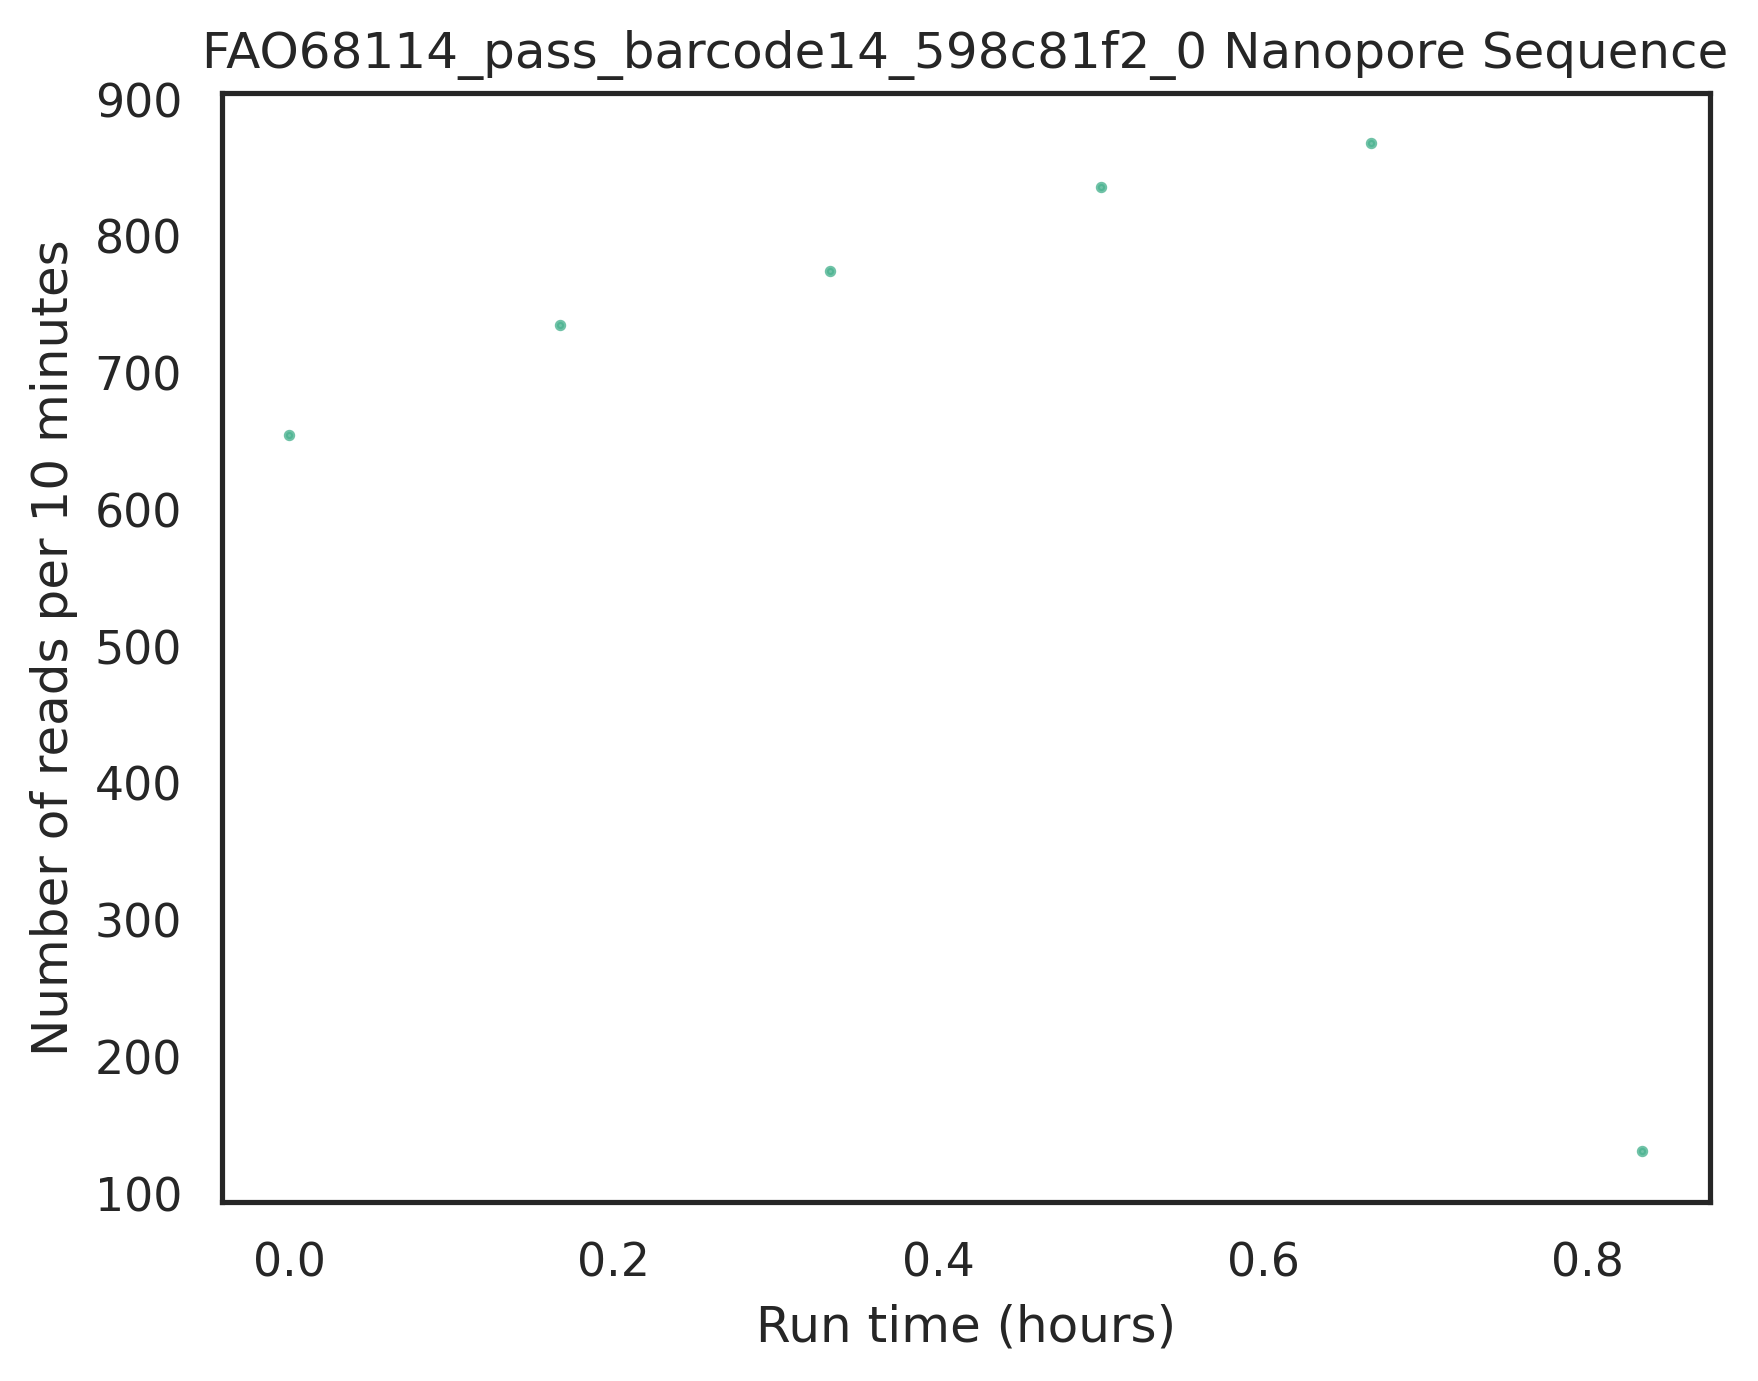 FAO68114_pass_barcode14_598c81f2_0 Nanopore Sequence
900
800
700
600
500
400
300
200
100
Number of reads per 10 minutes
0.0 0.2 0.4 0.6 0.8
Run time (hours)